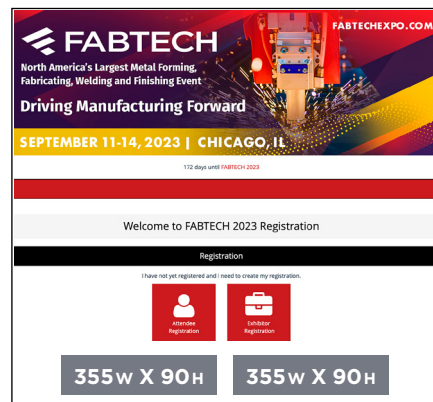 FABTECHEXPO.COM
FABTECH
North America's Largest Metal Forming,
Fabricating, Welding and Finishing Event
Driving Manufacturing Forward
SEPTEMBER 11-14, 2023 | CHICAGO, IL
172 days until FABTECH 2023
Welcome to FABTECH 2023 Registration
Registration
I have not yet registered and I need to create my registration.
Attendee
Registration
Exhibitor
Registration
355W X 90H
355W X 90H